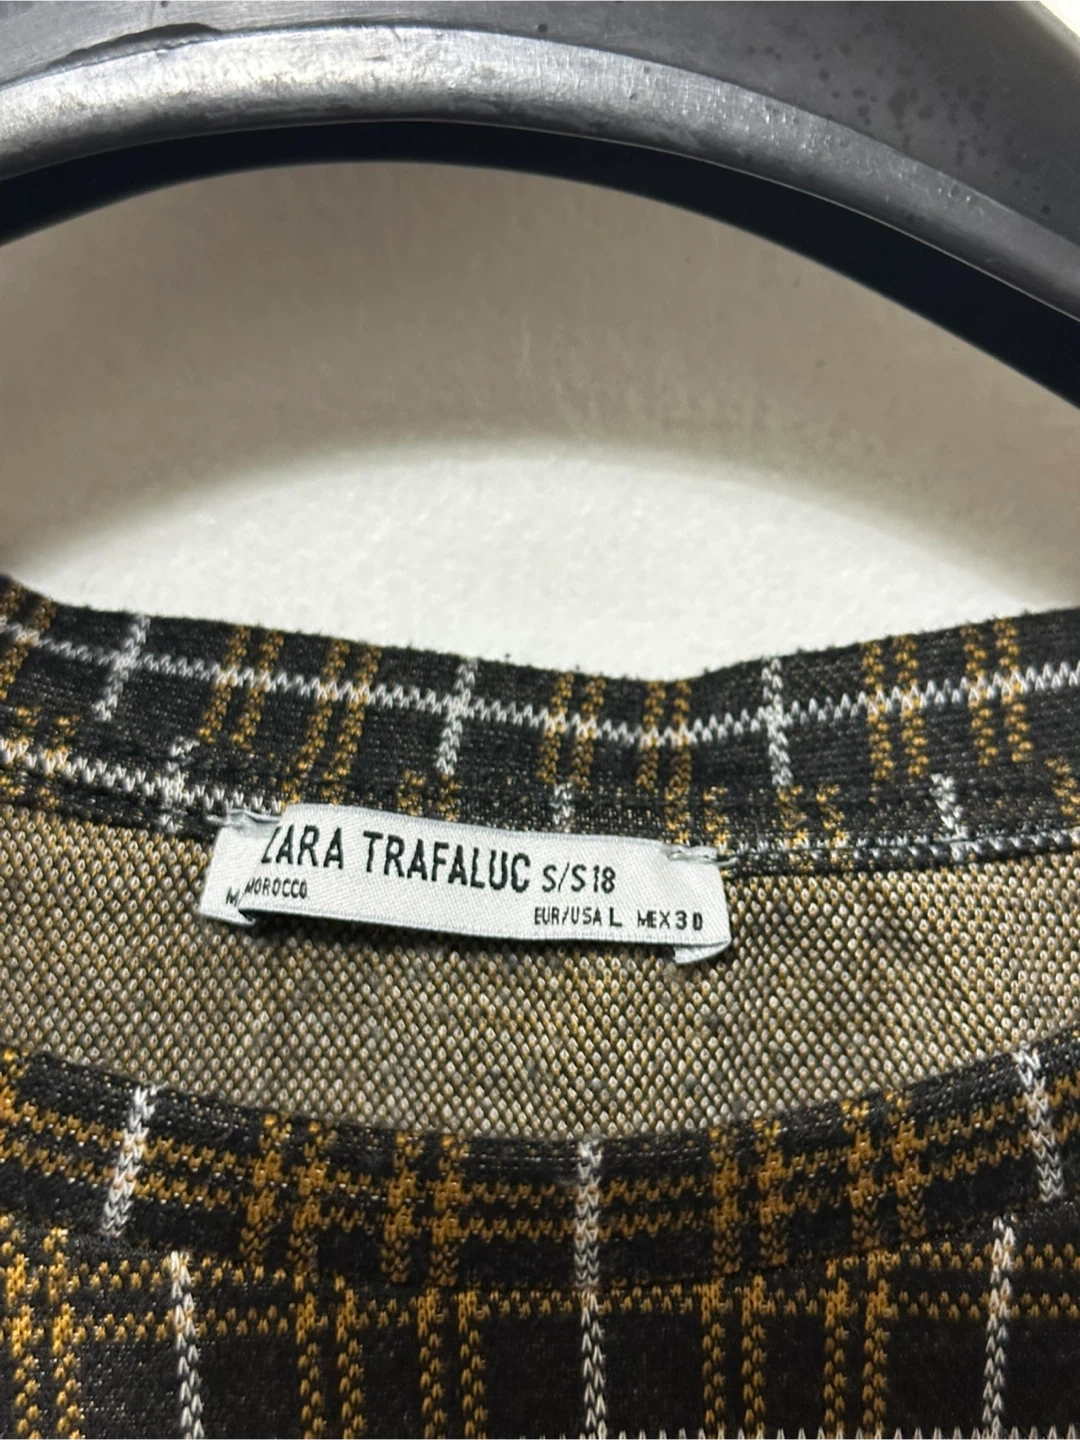 ZARA TRAFALUC S/S18
MOROCCO
EUR/USA L MEX 30